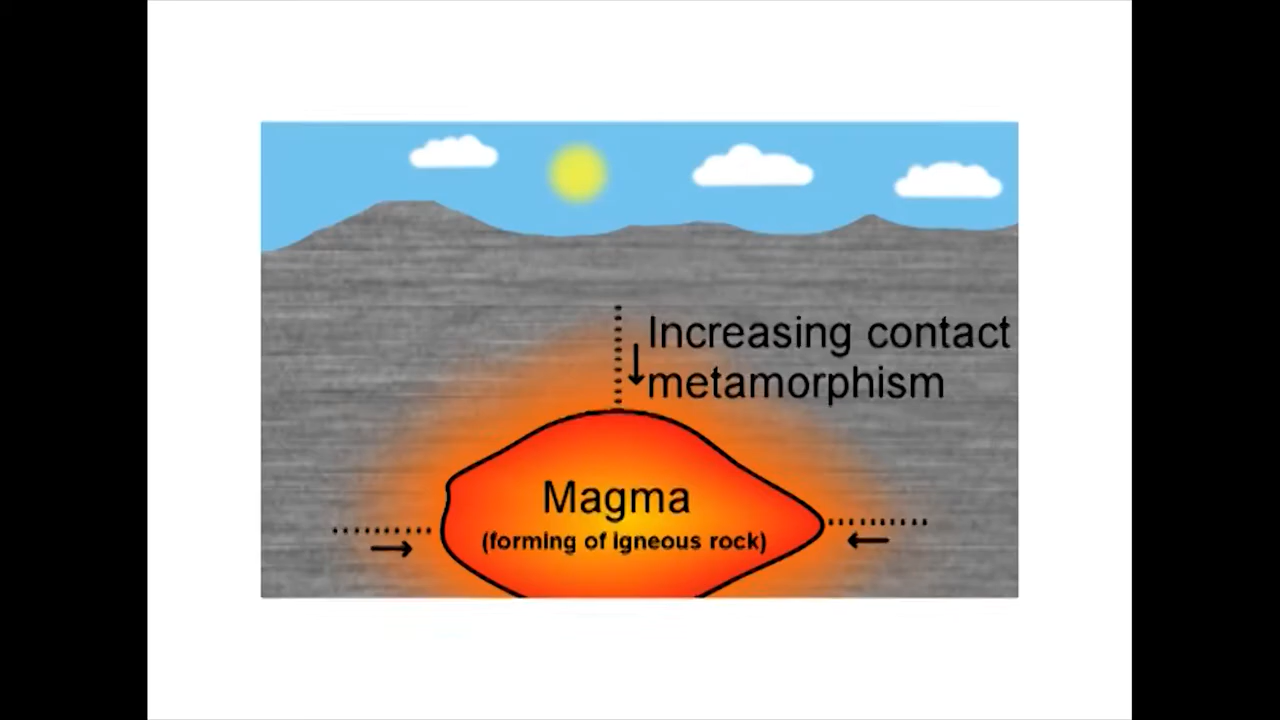 Increasing contact
metamorphism
Magma
(forming of igneous rock)